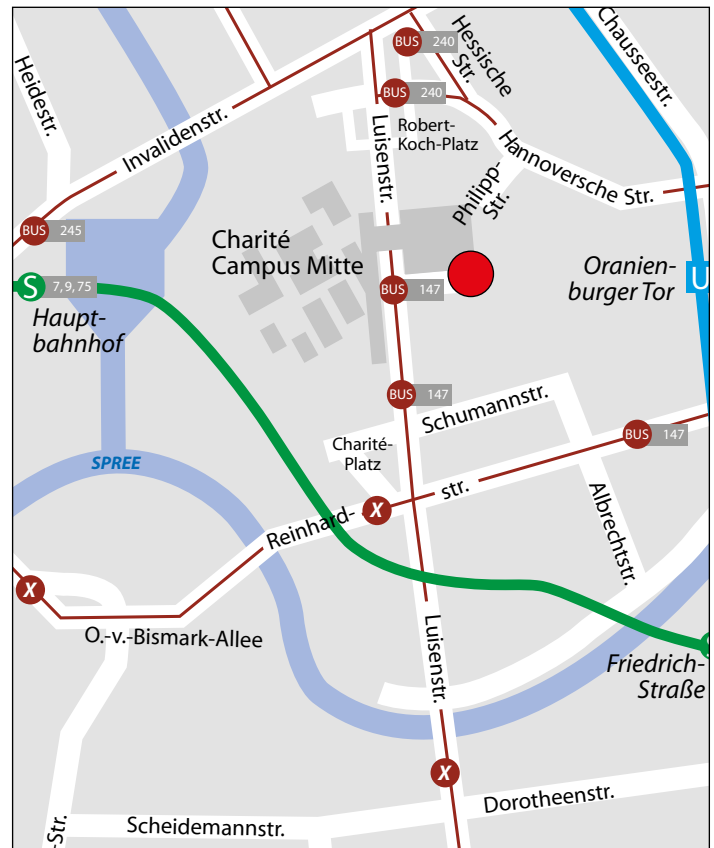 BUS 240
Hessische
Str.
Chausseestr.
Heidestr.
BUS 240
Invalidenstr.
Robert-
Koch-Platz
Luisenstr.
Hannoversche Str.
Philipp-
Str.
BUS 245
Charité
Campus Mitte
Oranien-
burger Tor
U
S 7, 9, 75
BUS 147
Haupt-
bahnhof
BUS 147
Schumannstr.
BUS 147
Charité-
Platz
SPREE
str.
Albrechtstr.
X
Reinhard-
X
O.-v.-Bismark-Allee
Luisenstr.
Friedrich-
Straße
X
Dorotheenstr.
Scheidemannstr.
-Str.